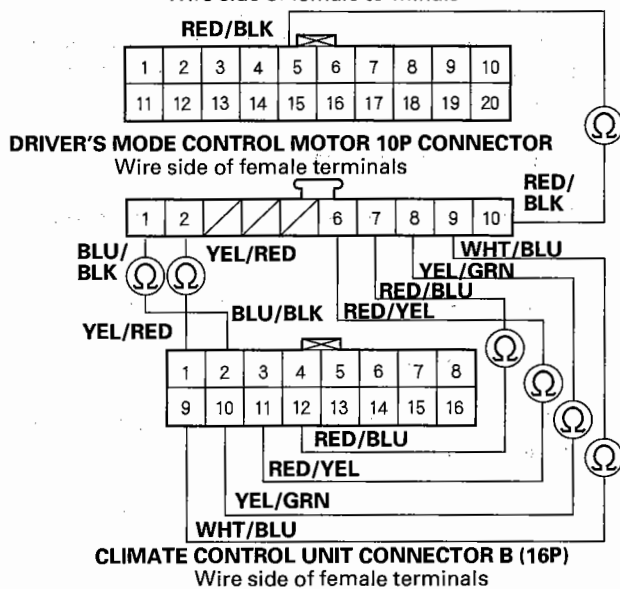 Wire side of female terminals
RED/BLK
1 2 3 4 5 6 7 8 9 10
11 12 13 14 15 16 17 18 19 20
Ω
DRIVER'S MODE CONTROL MOTOR 10P CONNECTOR
Wire side of female terminals
RED/
BLK
1 2 6 7 8 9 10
BLU/
BLK
YEL/RED
WHT/BLU
YEL/GRN
Ω Ω
RED/BLU
BLU/BLK
RED/YEL
YEL/RED
Ω
1 2 3 4 5 6 7 8
Ω
9 10 11 12 13 14 15 16
Ω
RED/BLU
Ω
RED/YEL
YEL/GRN
WHT/BLU
CLIMATE CONTROL UNIT CONNECTOR B (16P)
Wire side of female terminals